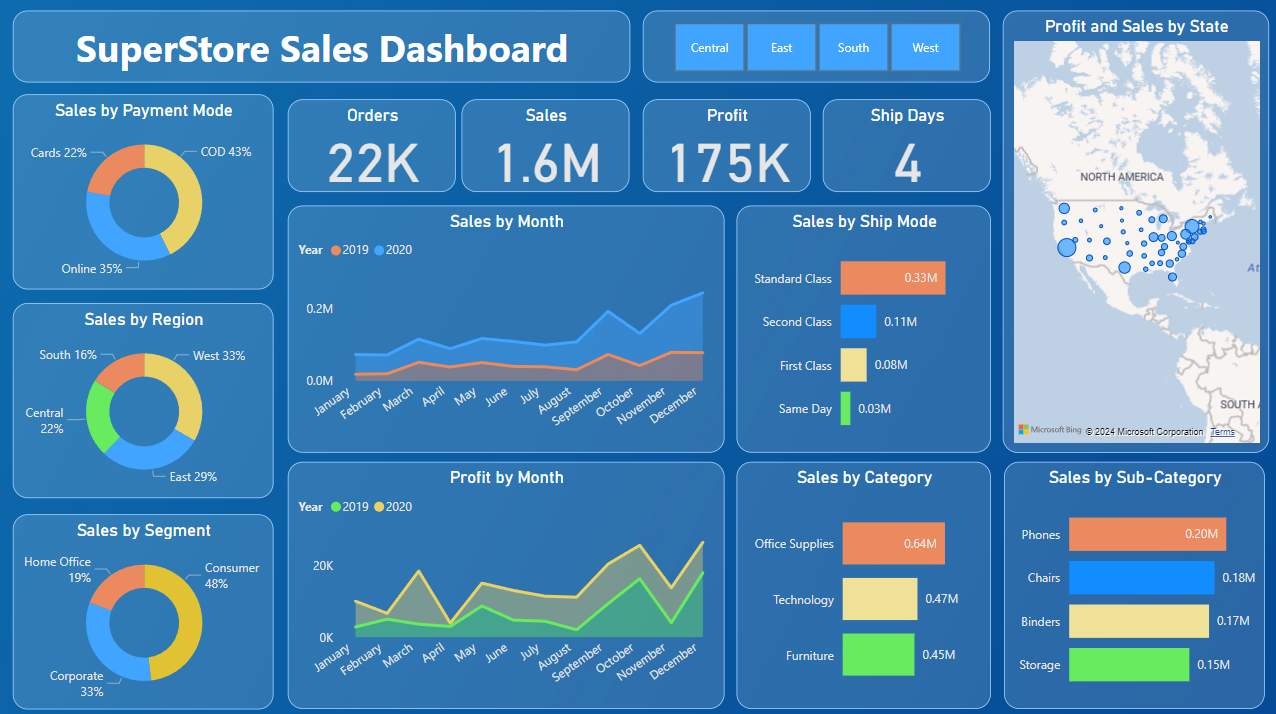 SuperStore Sales Dashboard
Central
East
South
West
Profit and Sales by State
NORTH AMERICA
At
SOUTH A
Microsoft Bing
© 2024 Microsoft Corporation
Terms
Sales by Payment Mode
Cards 22%
COD 43%
Online 35%
Orders
22K
Sales
1.6M
Profit
175K
Ship Days
4
Sales by Region
South 16%
West 33%
Central
22%
East 29%
Sales by Month
Year 2019 2020
0.2M
0.0M
January
February
March
April
May
June
July
August
September
October
November
December
Sales by Ship Mode
Standard Class 0.33M
Second Class 0.11M
First Class 0.08M
Same Day 0.03M
Sales by Segment
Home Office
19%
Consumer
48%
Corporate
33%
Profit by Month
Year 2019 2020
20K
0K
January
February
March
April
May
June
July
August
September
October
November
December
Sales by Category
Office Supplies 0.64M
Technology 0.47M
Furniture 0.45M
Sales by Sub-Category
Phones 0.20M
Chairs 0.18M
Binders 0.17M
Storage 0.15M